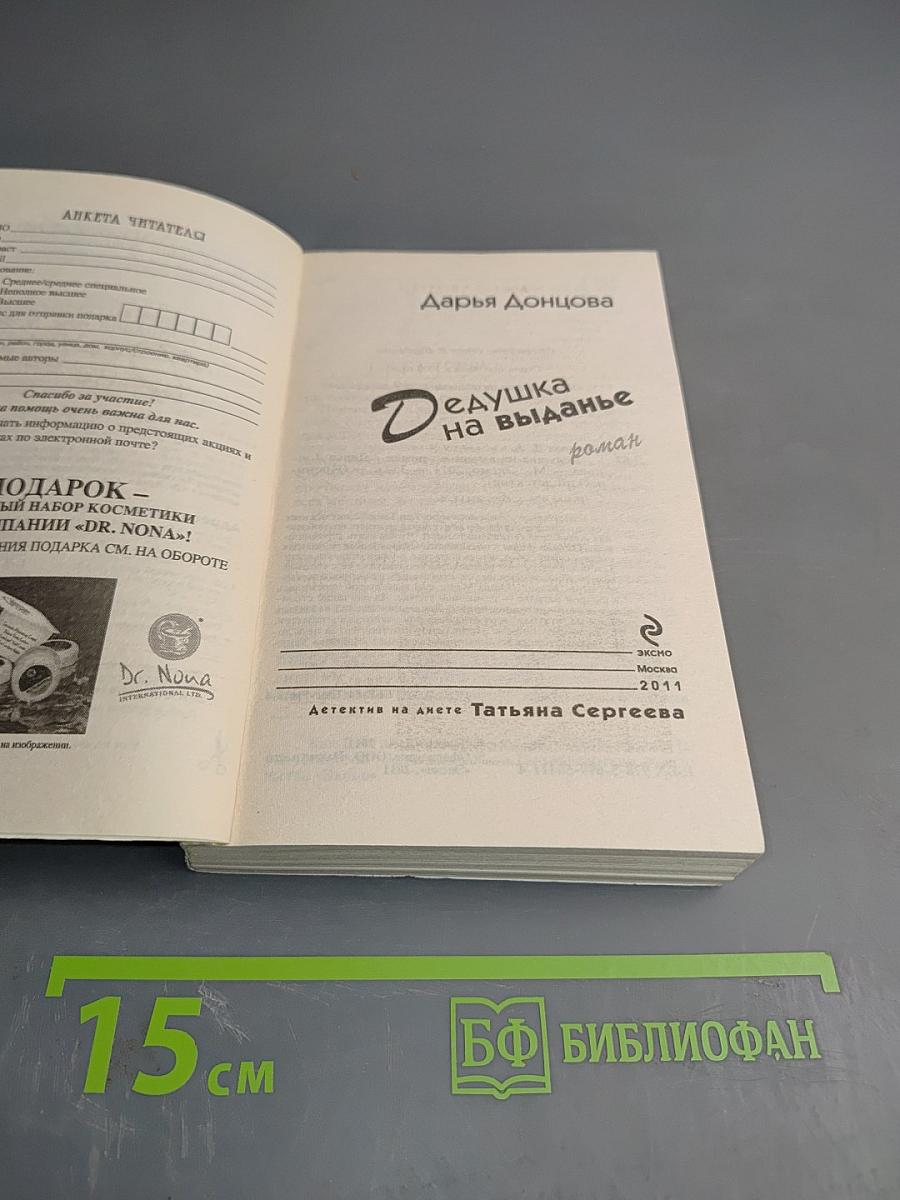 АНКЕТА ЧИТАТЕЛЯ
Среднее/среднее специальное
Неполное высшее
Высшее
для отправки подарка
авторы
Спасибо за участие!
помощь очень важна для нас.
информацию о предстоящих акциях и
по электронной почте?
ПОДАРОК –
НАБОР КОСМЕТИКИ
«DR. NONA»!
ПОДАРКА СМ. НА ОБОРОТЕ
Dr. Nona
INTERNATIONAL LTD.
на изображении.
Дарья Донцова
Дедушка
на выданье
роман
ЭКСМО
Москва
2011
Детектив на диете Татьяна Сергеева
15 см
БФ БИБЛИОФАН